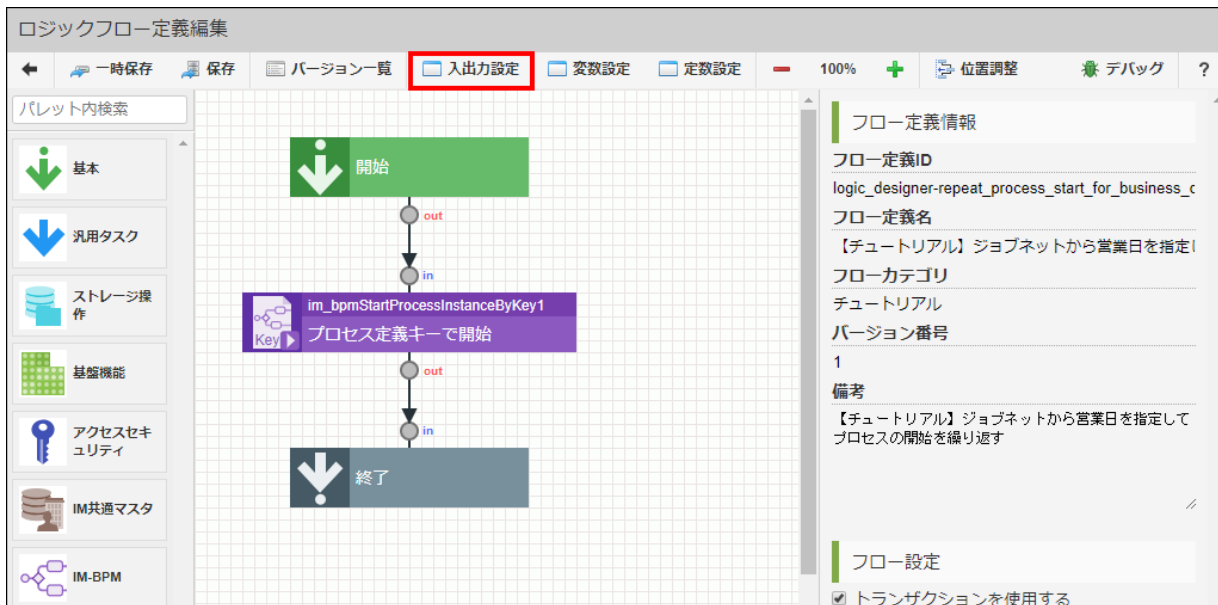 ロジックフロー定義編集
一時保存 保存 バージョン一覧 入出力設定 変数設定 定数設定 100% 位置調整 デバッグ ?
パレット内検索
基本
汎用タスク
ストレージ操
作
基盤機能
アクセスセキ
ュリティ
IM共通マスタ
IM-BPM
開始
out
in
im_bpmStartProcessInstanceByKey1
Key
プロセス定義キーで開始
out
in
終了
フロー定義情報
フロー定義ID
logic_designer-repeat_process_start_for_business_c
フロー定義名
【チュートリアル】ジョブネットから営業日を指定し
フローカテゴリ
チュートリアル
バージョン番号
1
備考
【チュートリアル】ジョブネットから営業日を指定して
プロセスの開始を繰り返す
フロー設定
トランザクションを使用する